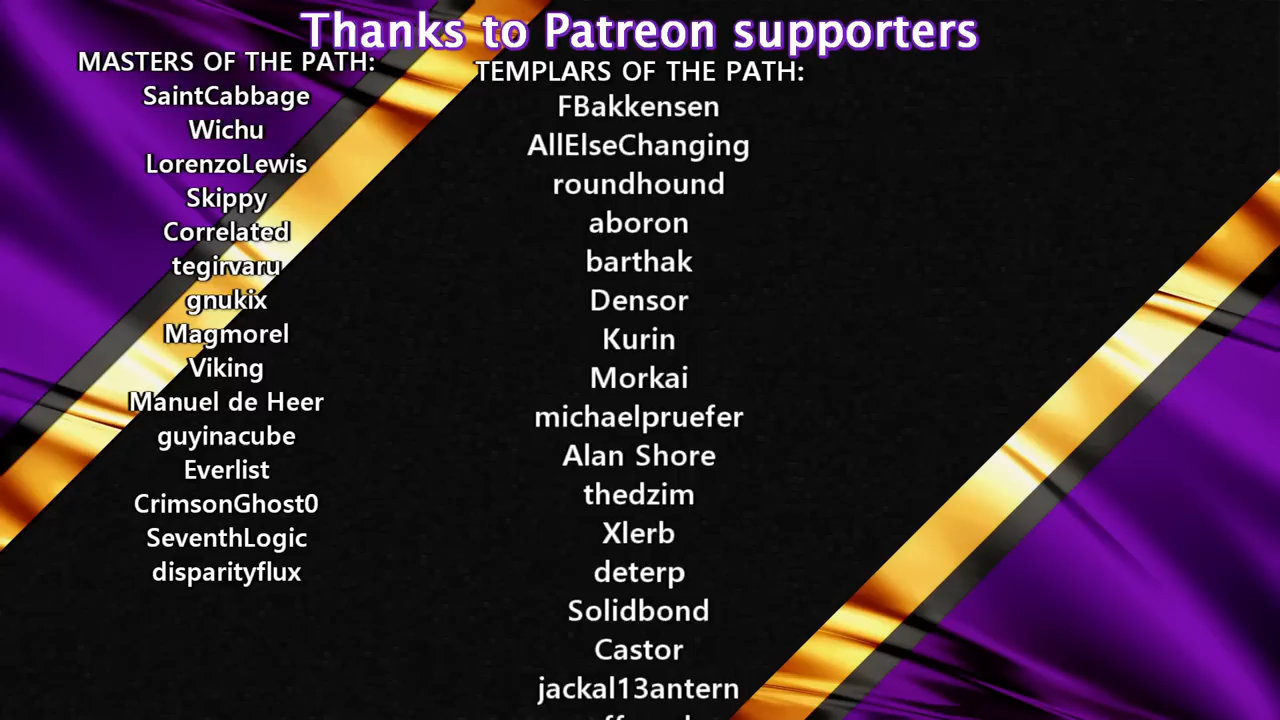 Thanks to Patreon supporters
MASTERS OF THE PATH:
SaintCabbage
Wichu
LorenzoLewis
Skippy
Correlated
tegirvaru
gnukix
Magmorel
Viking
Manuel de Heer
guyinacube
Everlist
CrimsonGhost0
SeventhLogic
disparityflux
TEMPLARS OF THE PATH:
FBakkensen
AllElseChanging
roundhound
aboron
barthak
Densor
Kurin
Morkai
michaelpruefer
Alan Shore
thedzim
Xlerb
deterp
Solidbond
Castor
jackal13antern